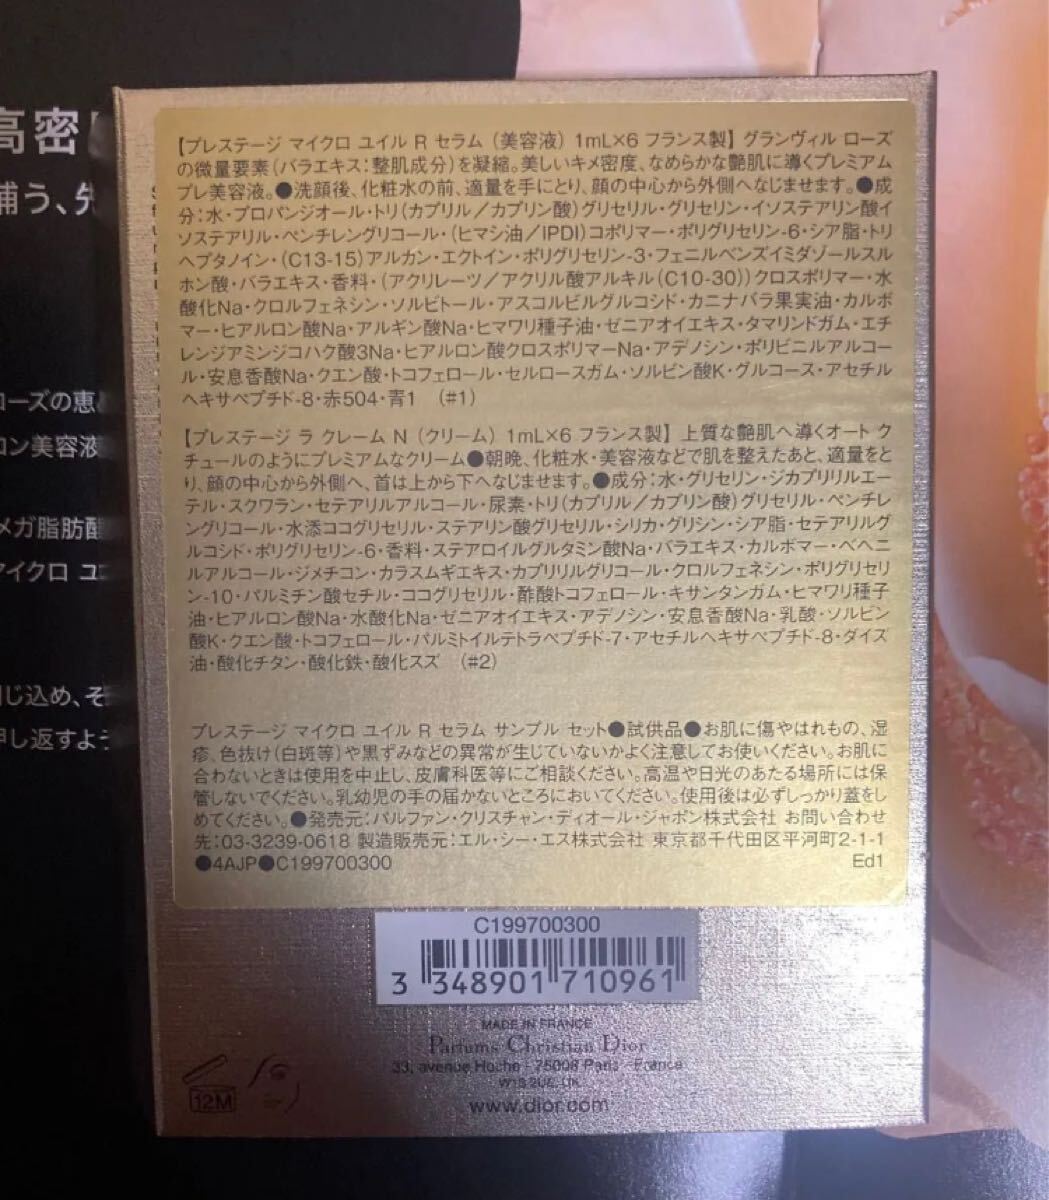 高密
補う、先
ローズの恵
ロン美容液
メガ脂肪酸
マイクロ ユ
閉じ込め、そ
押し返すよう
【プレステージ マイクロ ユイル R セラム (美容液) 1mL×6 フランス製】 グランヴィル ローズ
の微量要素(バラエキス:整肌成分)を凝縮。美しいキメ密度、なめらかな艶肌に導くプレミアム
プレ美容液。●洗顔後、化粧水の前、適量を手にとり、顔の中心から外側へなじませます。●成
分:水・プロパンジオール・トリ(カプリル/カプリン酸)グリセリル・グリセリン・イソステアリン酸イ
ソステアリル・ペンチレングリコール・(ヒマシ油/IPDI)コポリマー・ポリグリセリン-6・シア脂・トリ
ヘプタノイン・(C13-15)アルカン・エクトイン・ポリグリセリン-3・フェニルベンズイミダゾールスル
ホン酸・バラエキス・香料・(アクリレーツ/アクリル酸アルキル(C10-30))クロスポリマー・水
酸化Na・クロルフェネシン・ソルビトール・アスコルビルグルコシド・カニナバラ果実油・カルボ
マー・ヒアルロン酸Na・アルギン酸Na・ヒマワリ種子油・ゼニアオイエキス・タマリンドガム・エチ
レンジアミンジコハク酸3Na・ヒアルロン酸クロスポリマーNa・アデノシン・ポリビニルアルコー
ル・安息香酸Na・クエン酸・トコフェロール・セルロースガム・ソルビン酸K・グルコース・アセチル
ヘキサペプチド-8・赤504・青1 (#1)
【プレステージ ラ クレーム N (クリーム) 1mL×6 フランス製】 上質な艶肌へ導くオート ク
チュールのようにプレミアムなクリーム●朝晩、化粧水・美容液などで肌を整えたあと、適量をと
り、顔の中心から外側へ、首は上から下へなじませます。●成分:水・グリセリン・ジカプリリルエー
テル・スクワラン・セテアリルアルコール・尿素・トリ(カプリル/カプリン酸)グリセリル・ペンチレ
ングリコール・水添ココグリセリル・ステアリン酸グリセリル・シリカ・グリシン・シア脂・セテアリルグ
ルコシド・ポリグリセリン-6・香料・ステアロイルグルタミン酸Na・バラエキス・カルボマー・ベヘニ
ルアルコール・ジメチコン・カラスムギエキス・カプリリルグリコール・クロルフェネシン・ポリグリセリ
ン-10・パルミチン酸セチル・ココグリセリル・酢酸トコフェロール・キサンタンガム・ヒマワリ種子
油・ヒアルロン酸Na・水酸化Na・ゼニアオイエキス・アデノシン・安息香酸Na・乳酸・ソルビン
酸K・クエン酸・トコフェロール・パルミトイルテトラペプチド-7・アセチルヘキサペプチド-8・ダイズ
油・酸化チタン・酸化鉄・酸化スズ (#2)
プレステージ マイクロ ユイル R セラム サンプル セット●試供品●お肌に傷やはれもの、湿
疹、色抜け(白斑等)や黒ずみなどの異常が生じていないかよく注意してお使いください。お肌に
合わないときは使用を中止し、皮膚科医等にご相談ください。高温や日光のあたる場所には保
管しないでください。乳幼児の手の届かないところにおいてください。使用後は必ずしっかり蓋をし
めてください。●発売元:パルファン・クリスチャン・ディオール・ジャポン株式会社 お問い合わせ
先:03-3239-0618 製造販売元:エル・シー・エス株式会社 東京都千代田区平河町2-1-1
●4AJP●C199700300 Ed1
C199700300
3 348901 710961
MADE IN FRANCE
Parfums Christian Dior
33, avenue Hoche - 75008 Paris - France
W1S 2UE, UK
www.dior.com
12M